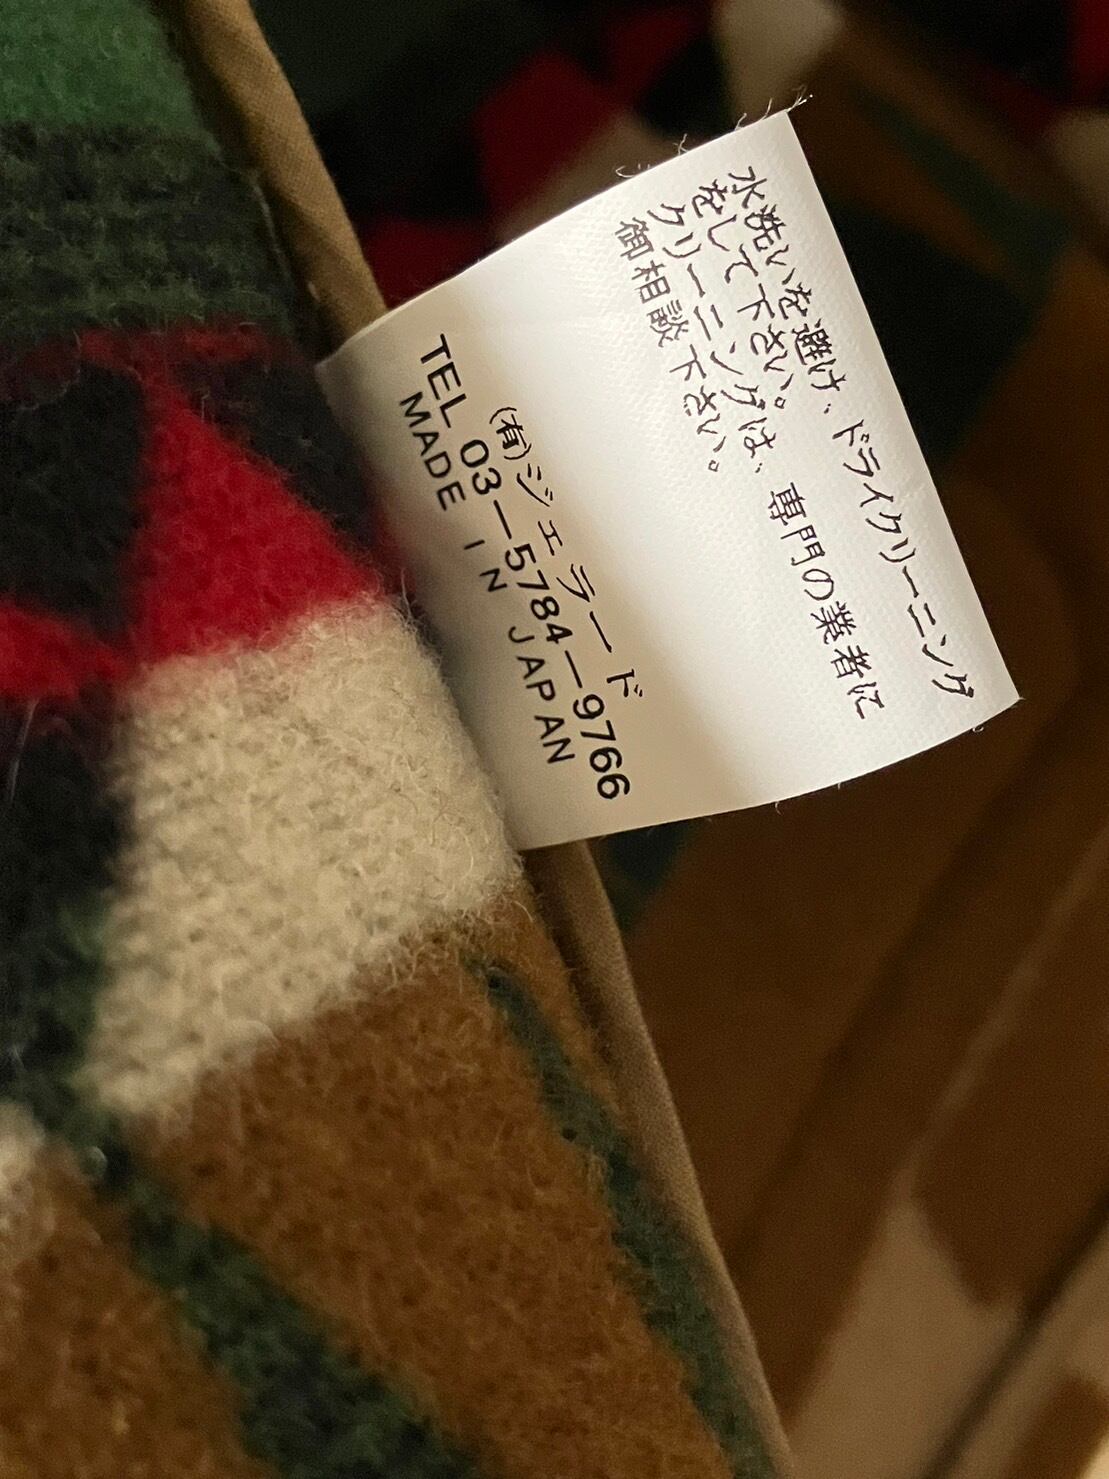 水洗いを避け、ドライクリーニング
をして下さい。
クリーニングは、専門の業者に
御相談下さい。
(有)ジェラード
TEL 03—5784—9766
MADE IN JAPAN